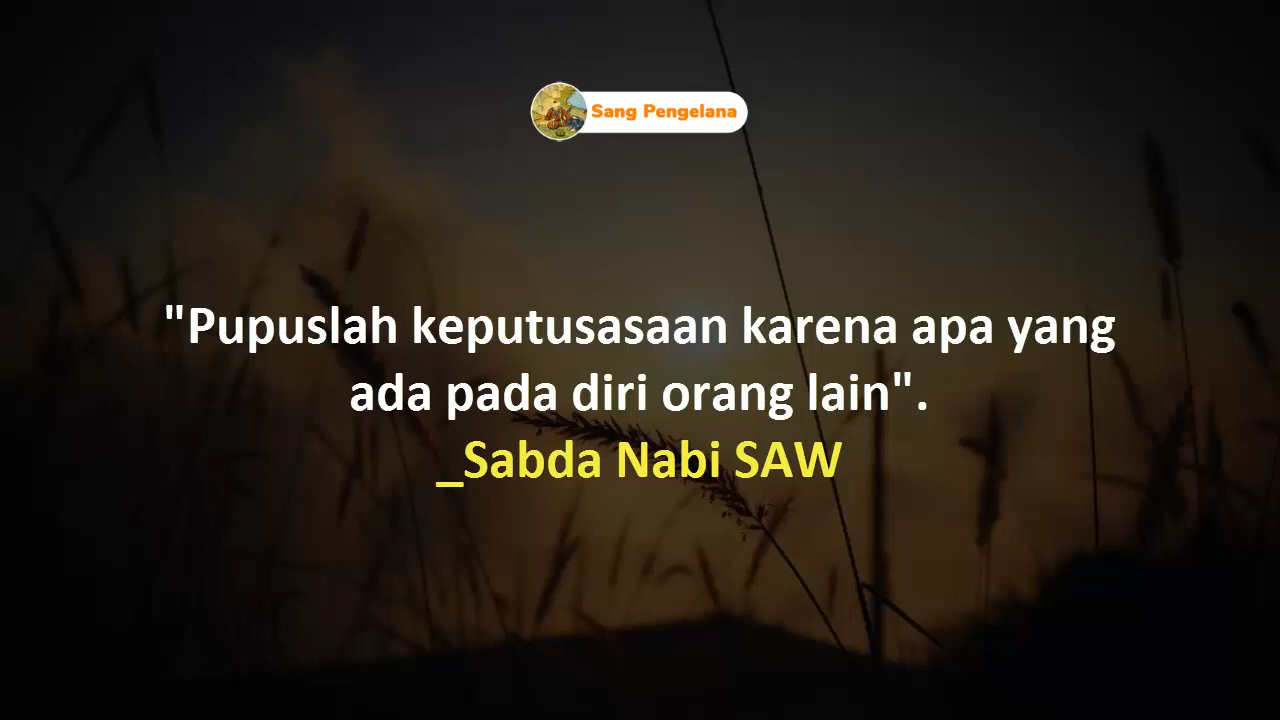 Sang Pengelana
"Pupuslah keputusasaan karena apa yang
ada pada diri orang lain".
_Sabda Nabi SAW